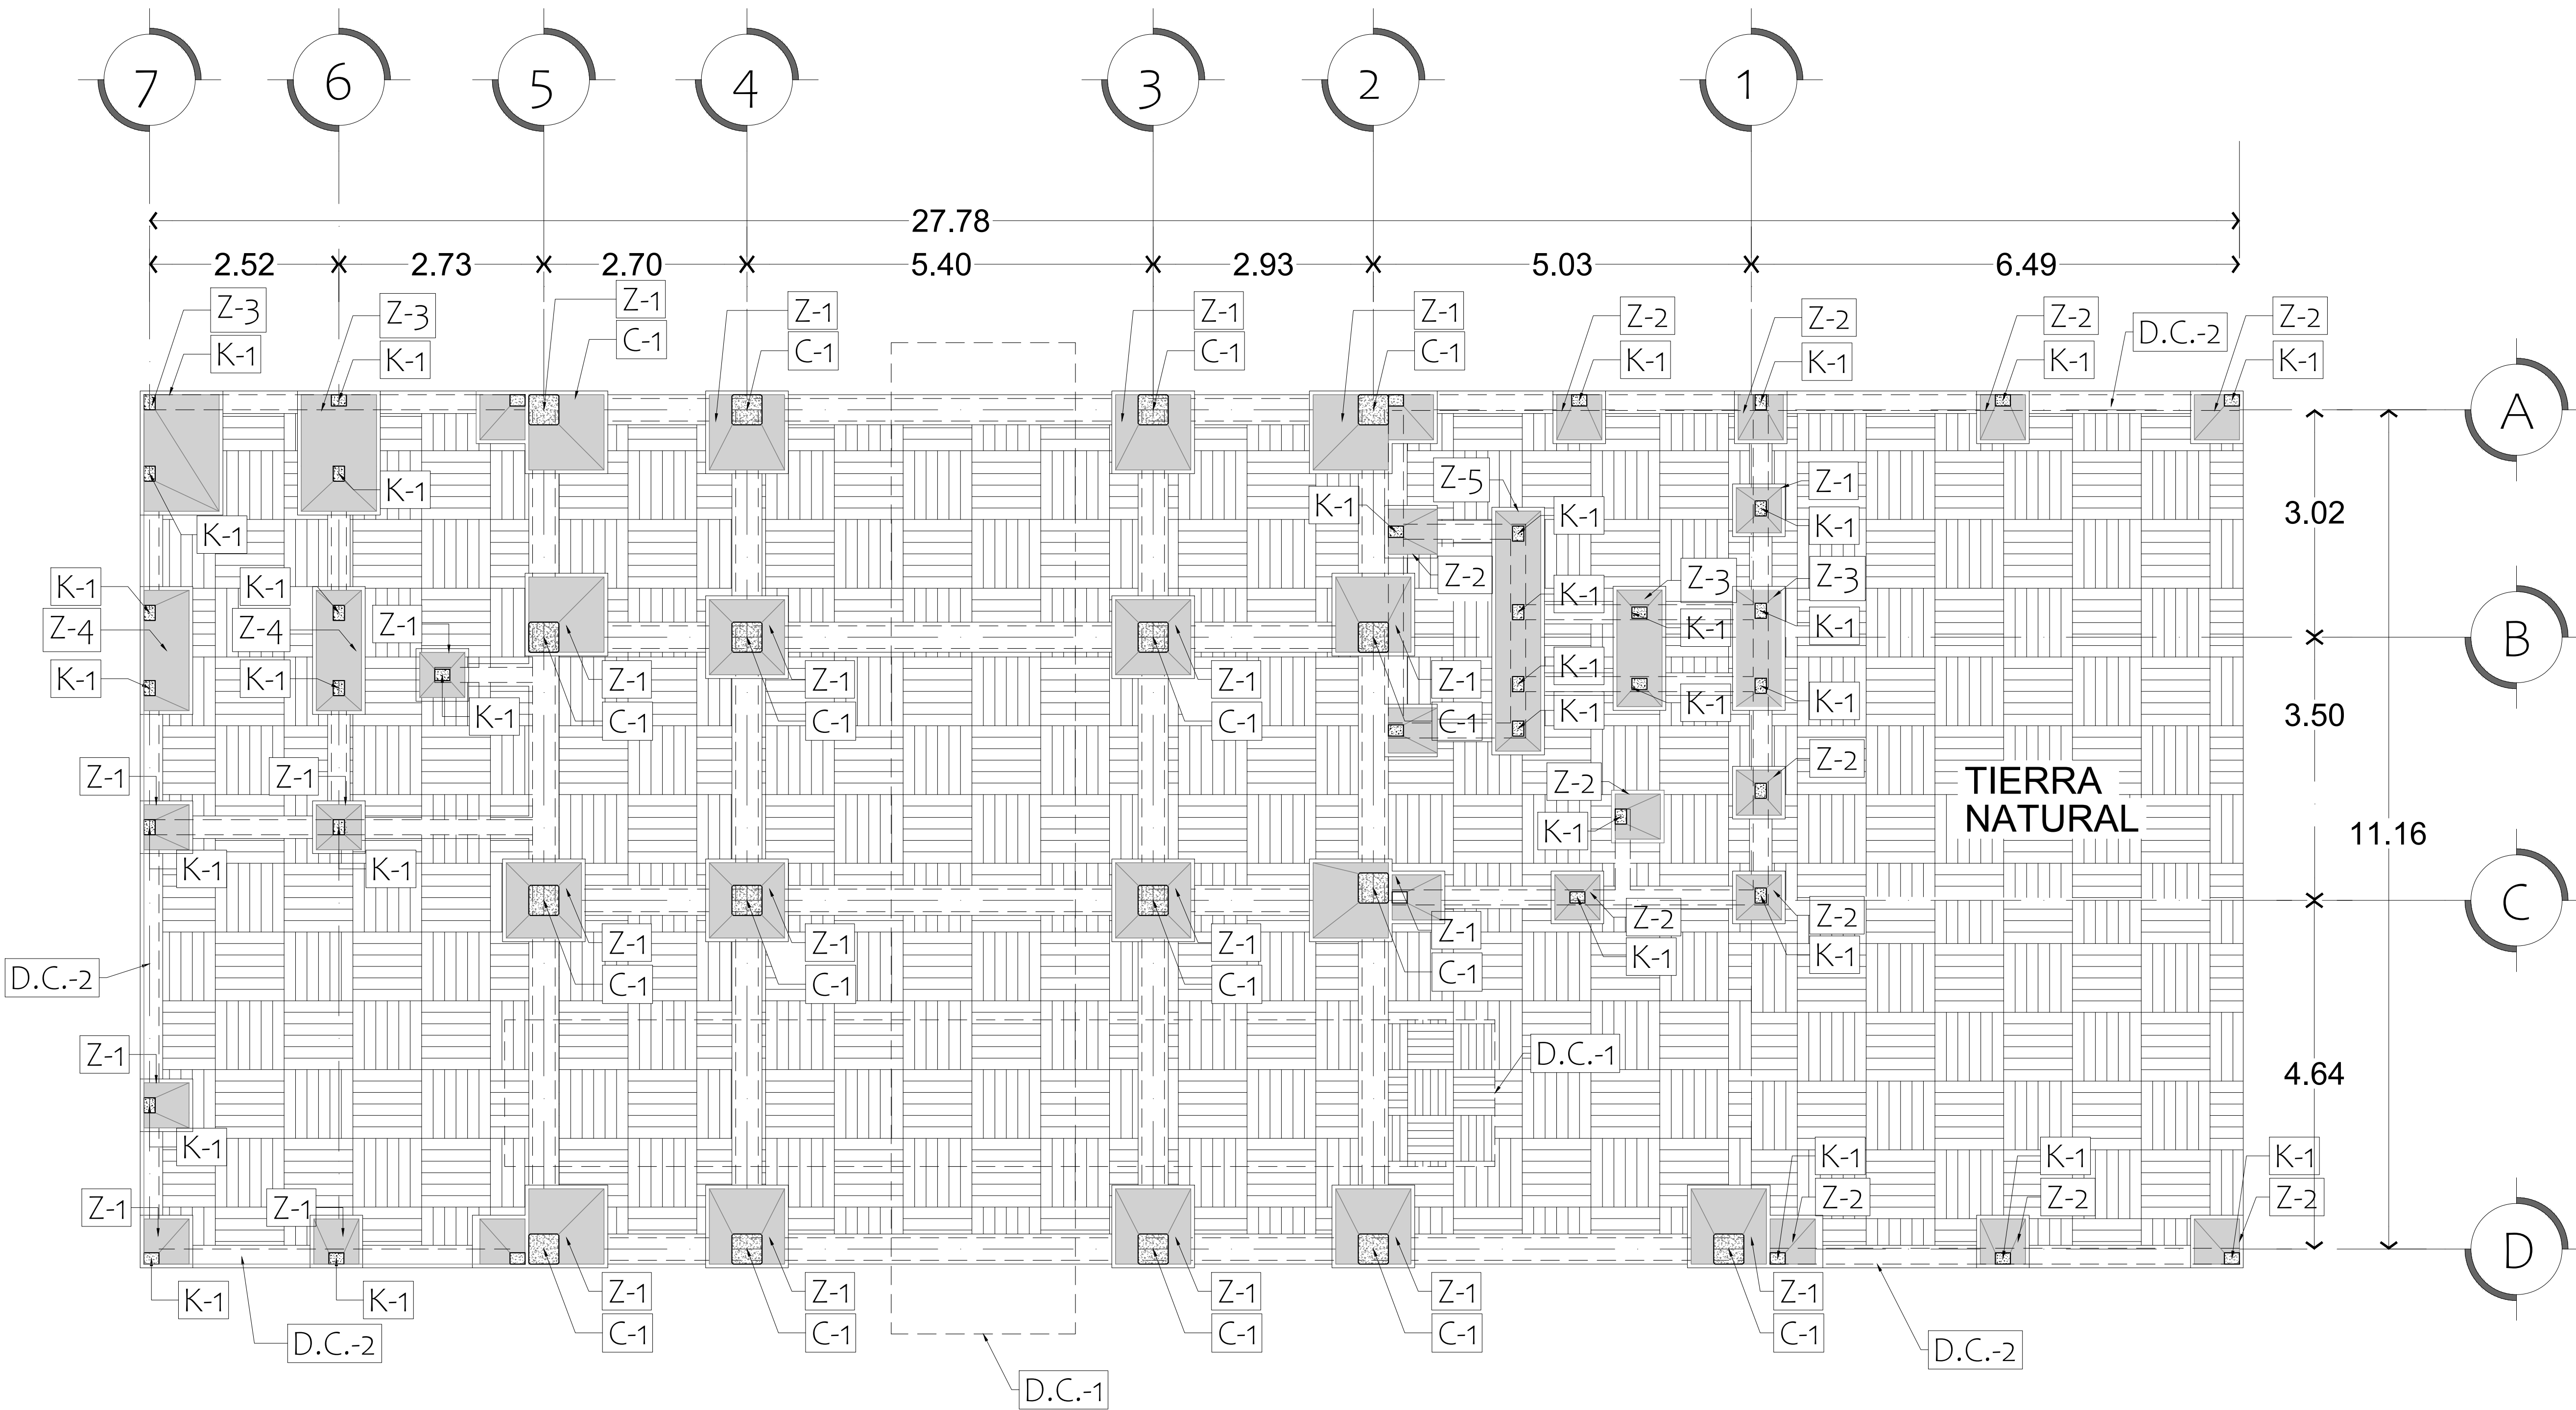 7 6 5 4 3 2 1
27.78
2.52 2.73 2.70 5.40 2.93 5.03 6.49
Z-3 Z-3 Z-1 Z-1 Z-1 Z-1 Z-2 Z-2 Z-2 Z-2
D.C.-2
K-1 K-1 C-1 C-1 C-1 C-1 K-1 K-1 K-1 K-1
A
K-1 Z-5 Z-1
K-1 K-1 K-1 K-1
3.02
K-1 K-1 Z-2 Z-3 Z-3
K-1
Z-4 Z-4 Z-1 K-1 K-1
B
K-1 K-1 Z-1 Z-1 Z-1 Z-1 K-1 K-1 K-1
K-1 C-1 C-1 C-1 C-1 K-1
3.50
Z-1 Z-1 Z-2 Z-2
TIERRA
NATURAL
K-1
11.16
K-1 K-1
C
Z-1 Z-1 Z-1 Z-1 Z-2 Z-2
K-1 K-1
D.C.-2 C-1 C-1 C-1 C-1
Z-1 D.C.-1
4.64
K-1 K-1 K-1 K-1
Z-1 Z-1 Z-2 Z-2 Z-2
D
K-1 K-1 Z-1 Z-1 Z-1 Z-1 Z-1
D.C.-2 C-1 C-1 C-1 C-1 C-1
D.C.-2
D.C.-1